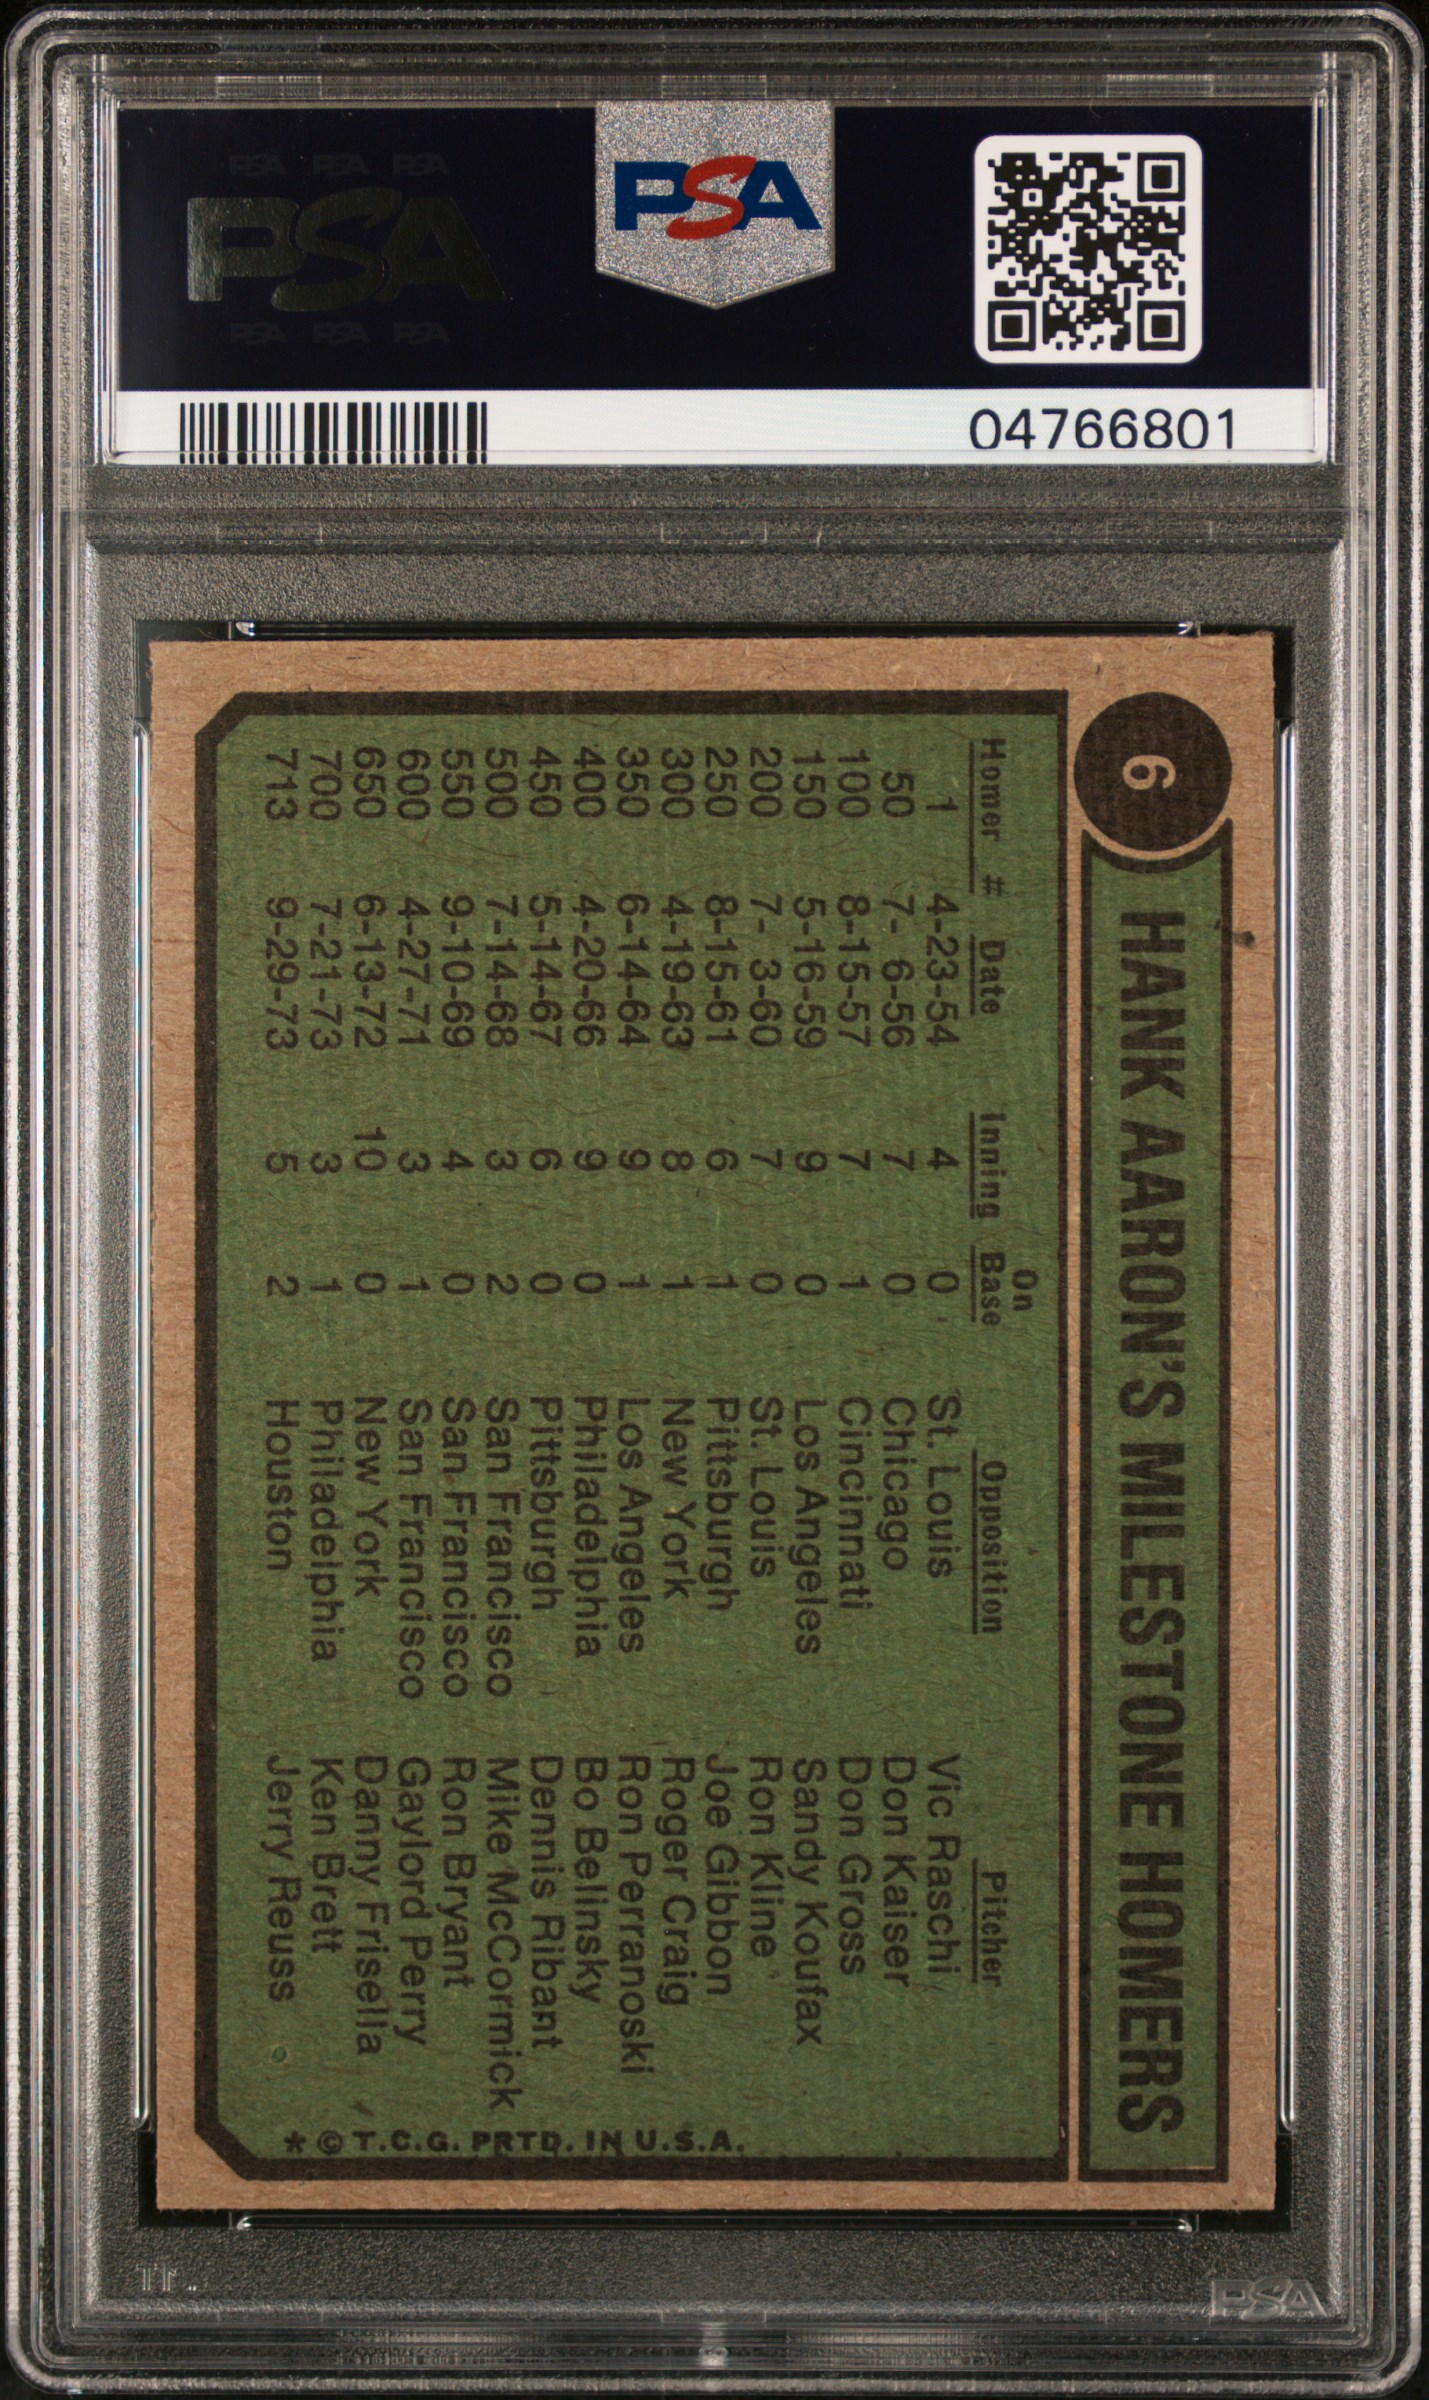 PSA PSA PSA
PSA
PSA PSA PSA
PSA
04766801
6
HANK AARON'S MILESTONE HOMERS
Homer # Date Inning On Base Opposition Pitcher
1 4-23-54 4 0 St. Louis Vic Raschi
50 7- 6-56 7 0 Chicago Don Kaiser
100 8-15-57 7 1 Cincinnati Don Gross
150 5-16-59 9 0 Los Angeles Sandy Koufax
200 7- 3-60 7 0 St. Louis Ron Kline
250 8-15-61 6 1 Pittsburgh Joe Gibbon
300 4-19-63 8 1 New York Roger Craig
350 6-14-64 9 1 Los Angeles Ron Perranoski
400 4-20-66 9 0 Philadelphia Bo Belinsky
450 5-14-67 6 0 Pittsburgh Dennis Ribant
500 7-14-68 3 2 San Francisco Mike McCormick
550 9-10-69 4 0 San Francisco Ron Bryant
600 4-27-71 3 1 San Francisco Gaylord Perry
650 6-13-72 10 0 New York Danny Frisella
700 7-21-73 3 1 Philadelphia Ken Brett
713 9-29-73 5 2 Houston Jerry Reuss
* © T.C.G. PRTD. IN U.S.A.
PSA